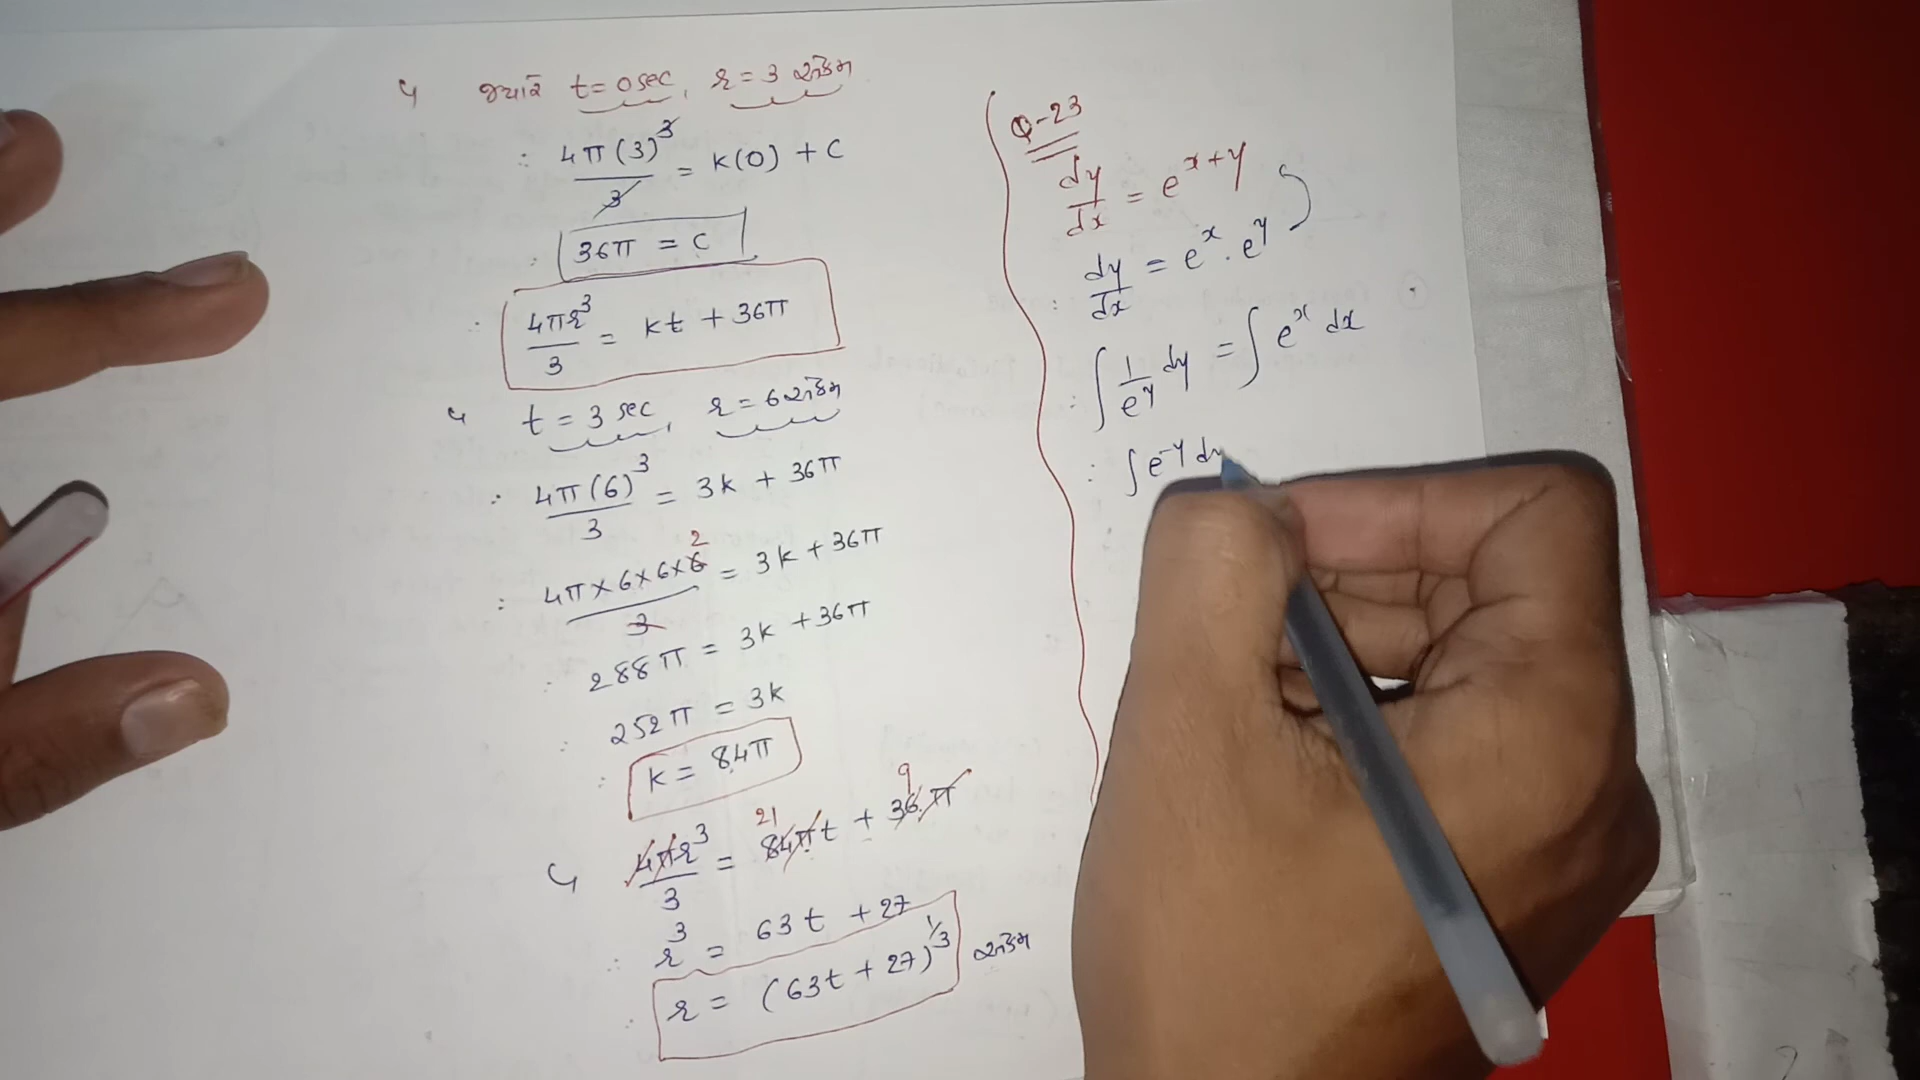 જ્યારે t = 0 sec, r = 3 એકમ
∴ 4π(3)³/3 = k(0) + C
∴ 36π = C
∴ 4πr³/3 = kt + 36π
t = 3 sec, r = 6 એકમ
∴ 4π(6)³/3 = 3k + 36π
∴ 4π×6×6×6/3 = 3k + 36π 2
∴ 288π = 3k + 36π
∴ 252π = 3k
∴ k = 84π
4πr³/3 = 84πt + 36π 21 9
∴ r³ = 63t + 27
∴ r = (63t + 27)^1/3 એકમ
Q-23
dy/dx = e^x+y
∴ dy/dx = e^x · e^y
∴ ∫ 1/e^y dy = ∫ e^x dx
∴ ∫ e^-y dy